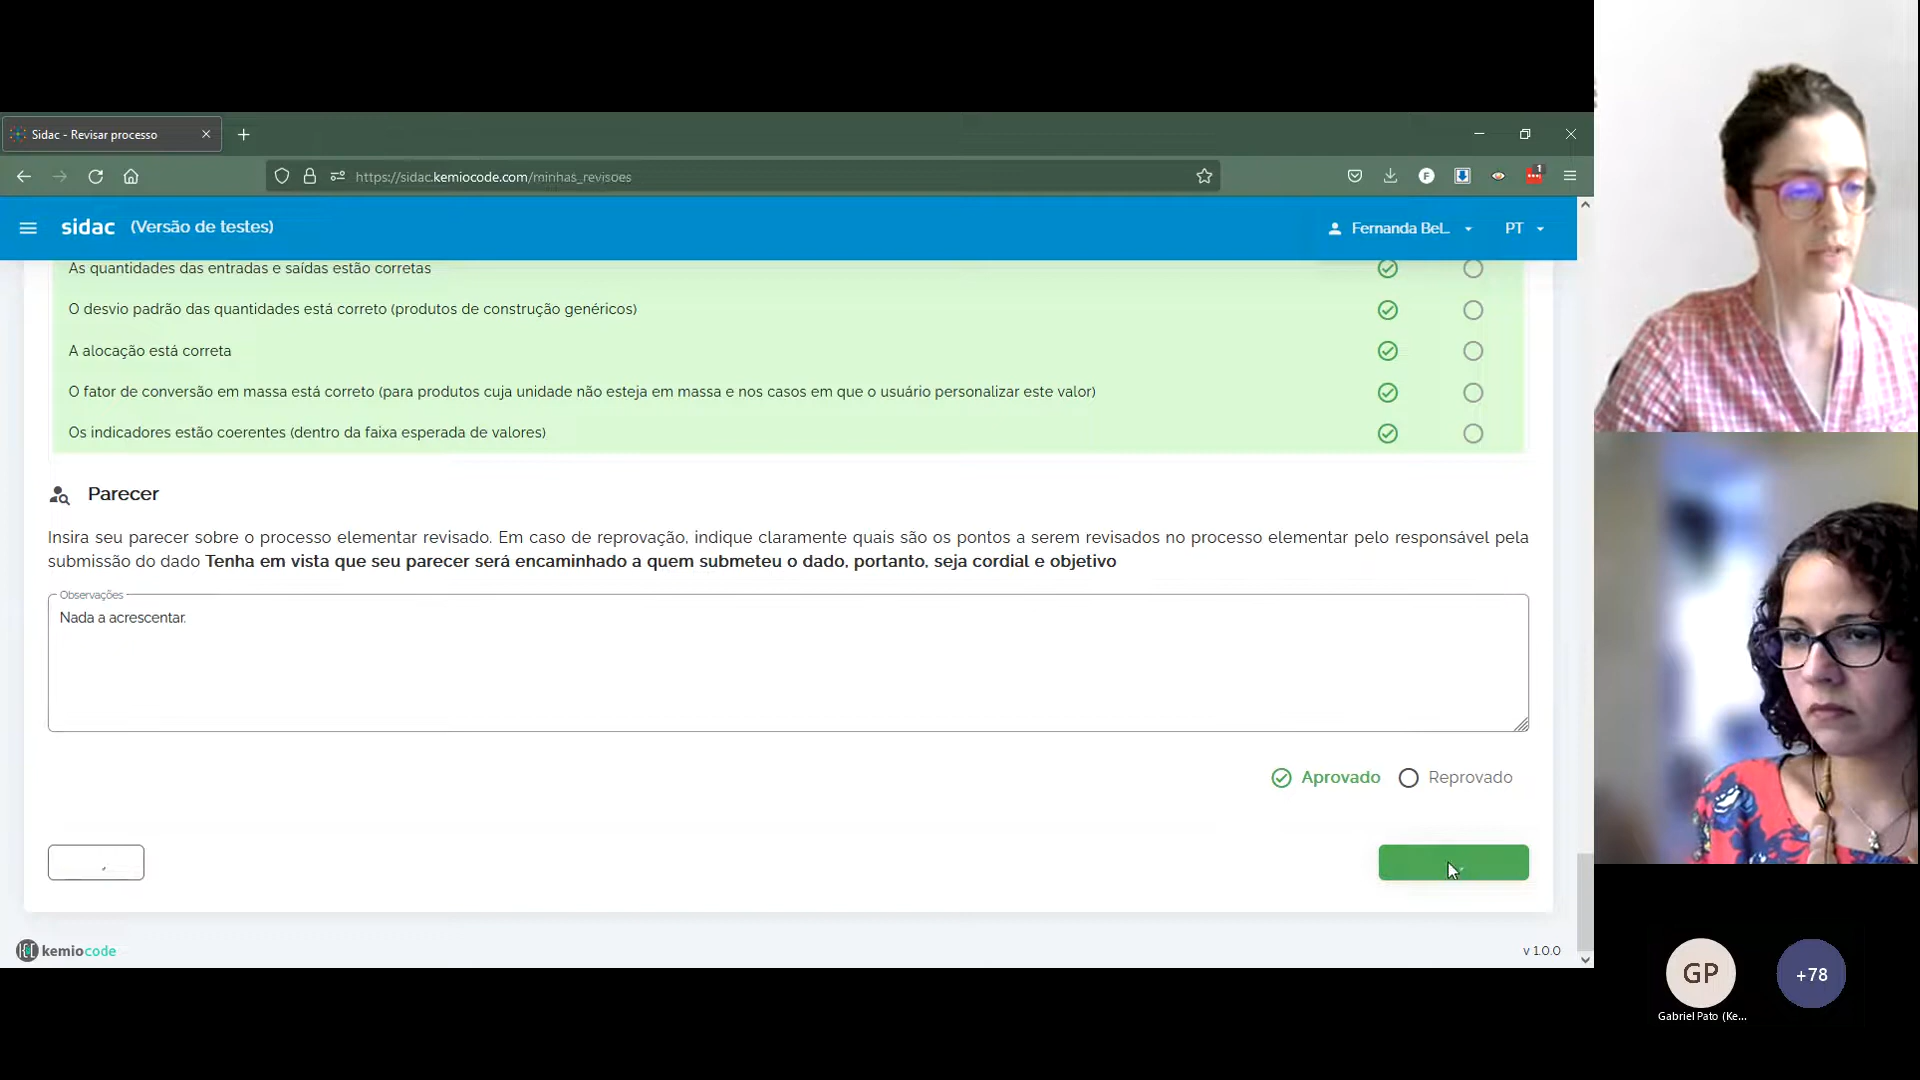 Sidac - Revisar processo
https://sidac.kemiocode.com/minhas_revisoes
F
1
sidac (Versão de testes)
Fernanda Bel... PT
As quantidades das entradas e saídas estão corretas
O desvio padrão das quantidades está correto (produtos de construção genéricos)
A alocação está correta
O fator de conversão em massa está correto (para produtos cuja unidade não esteja em massa e nos casos em que o usuário personalizar este valor)
Os indicadores estão coerentes (dentro da faixa esperada de valores)
Parecer
Insira seu parecer sobre o processo elementar revisado. Em caso de reprovação, indique claramente quais são os pontos a serem revisados no processo elementar pelo responsável pela
submissão do dado Tenha em vista que seu parecer será encaminhado a quem submeteu o dado, portanto, seja cordial e objetivo
Observações
Nada a acrescentar.
Aprovado Reprovado
kemiocode
v 1.0.0
GP
+78
Gabriel Pato (Ke...